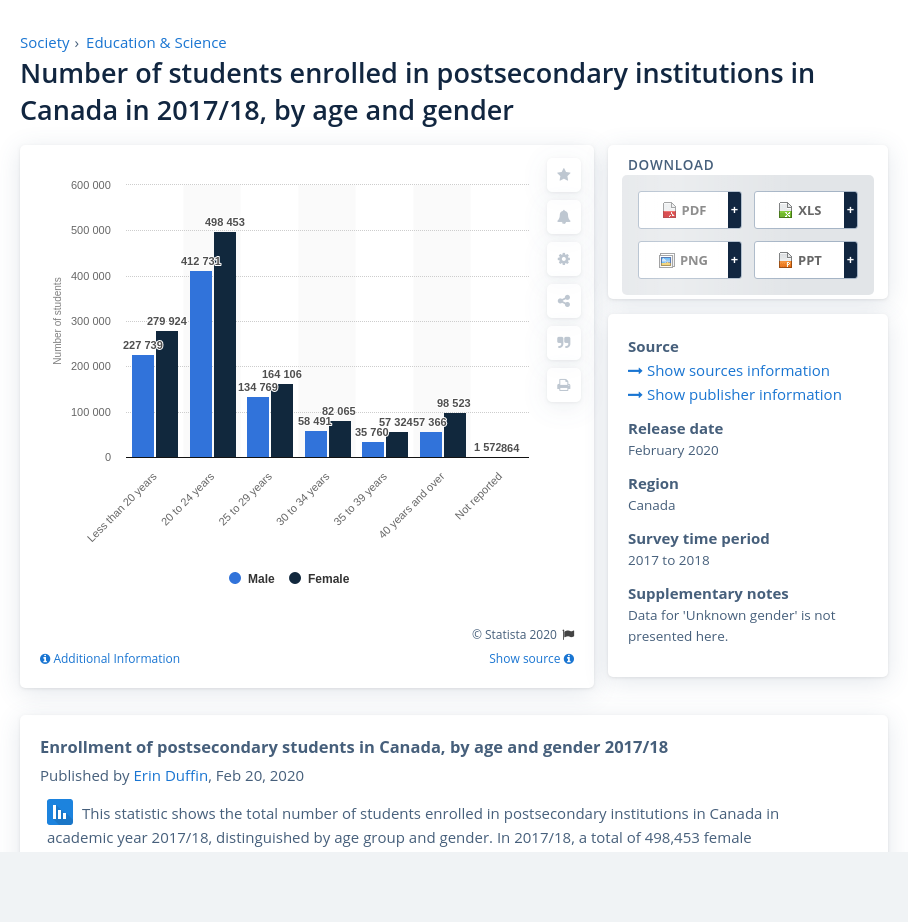 Society › Education & Science
Number of students enrolled in postsecondary institutions in
Canada in 2017/18, by age and gender
600 000
500 000
400 000
300 000
200 000
100 000
0
Number of students
227 739
279 924
412 731
498 453
134 769
164 106
58 491
82 065
35 760
57 324
57 366
98 523
1 572
864
Less than 20 years
20 to 24 years
25 to 29 years
30 to 34 years
35 to 39 years
40 years and over
Not reported
Male Female
© Statista 2020
Additional Information
Show source
DOWNLOAD
PDF +
XLS +
PNG +
PPT +
Source
Show sources information
Show publisher information
Release date
February 2020
Region
Canada
Survey time period
2017 to 2018
Supplementary notes
Data for 'Unknown gender' is not
presented here.
Enrollment of postsecondary students in Canada, by age and gender 2017/18
Published by Erin Duffin, Feb 20, 2020
This statistic shows the total number of students enrolled in postsecondary institutions in Canada in
academic year 2017/18, distinguished by age group and gender. In 2017/18, a total of 498,453 female